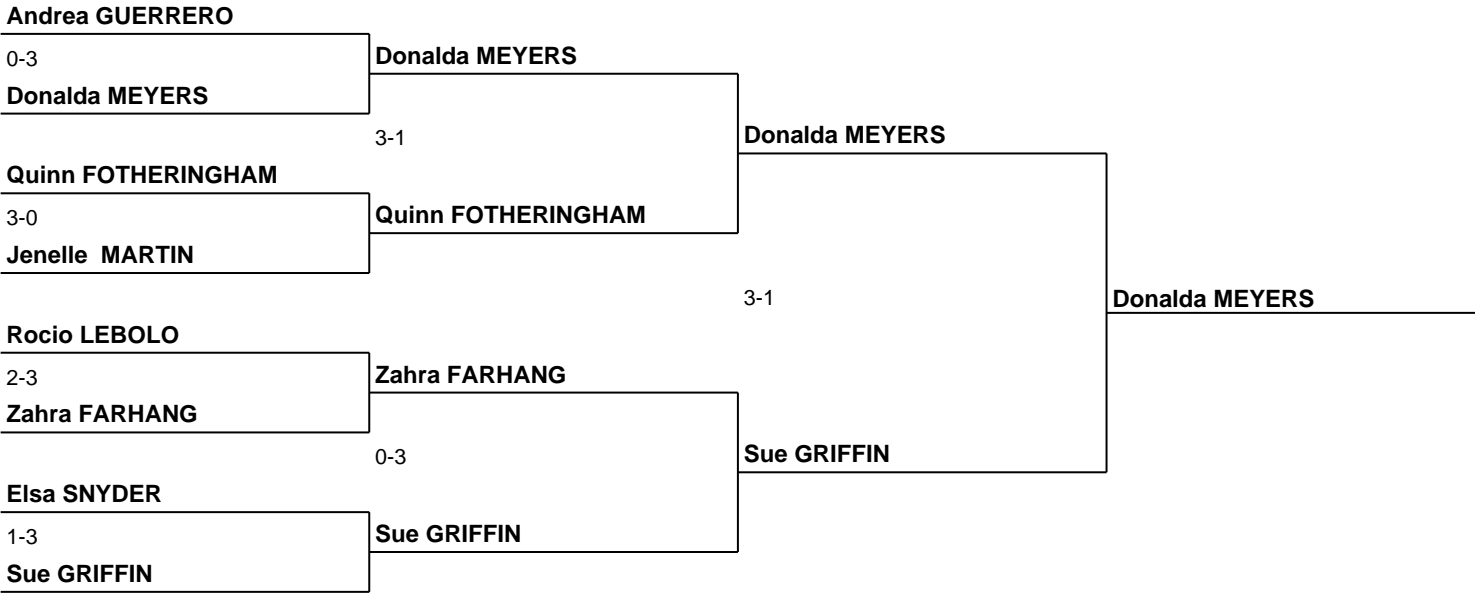 Andrea GUERRERO
0-3
Donalda MEYERS
Donalda MEYERS
3-1
Donalda MEYERS
Quinn FOTHERINGHAM
3-0
Quinn FOTHERINGHAM
Jenelle  MARTIN
3-1
Donalda MEYERS
Rocio LEBOLO
2-3
Zahra FARHANG
Zahra FARHANG
0-3
Sue GRIFFIN
Elsa SNYDER
1-3
Sue GRIFFIN
Sue GRIFFIN